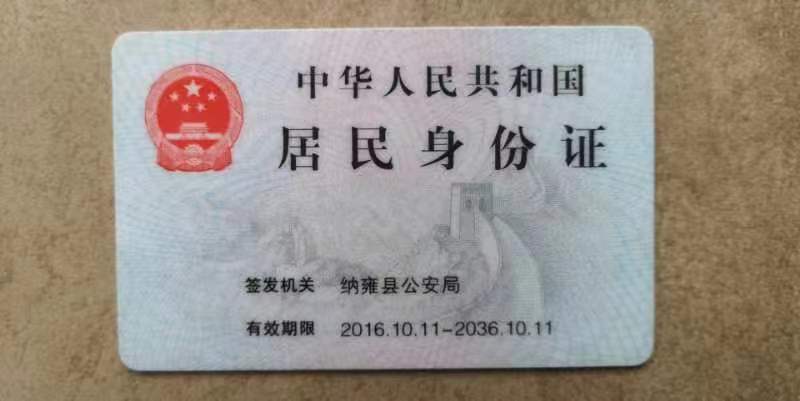 中华人民共和国
居民身份证
签发机关 纳雍县公安局
有效期限 2016.10.11-2036.10.11